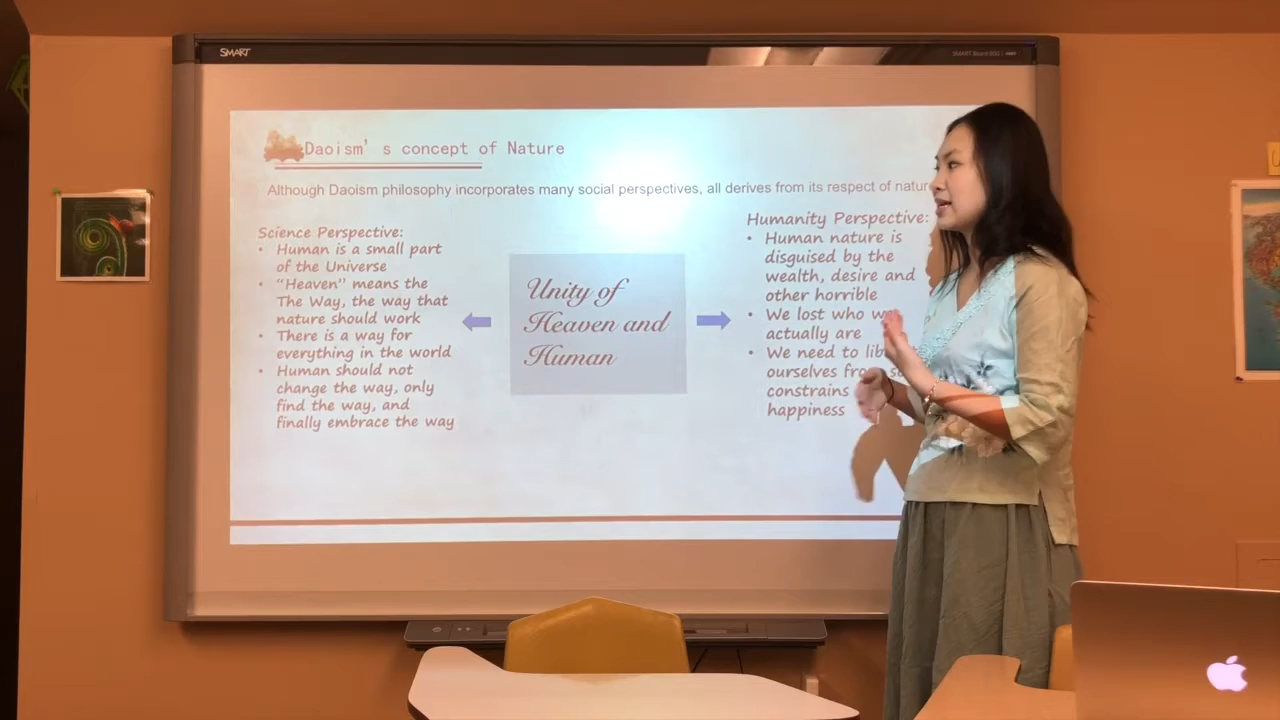 SMART
Daoism's concept of Nature
Although Daoism philosophy incorporates many social perspectives, all derives from its respect of
Science Perspective:
• Human is a small part
of the Universe
• "Heaven" means the
The Way, the way that
nature should work
• There is a way for
everything in the world
• Human should not
change the way, only
find the way, and
finally embrace the way
Unity of
Heaven and
Human
Humanity Perspective:
• Human nature is
disguised by the
wealth, desire and
other horrible
• We lost who
actually are
• We need to
ourselves
constrains
happiness